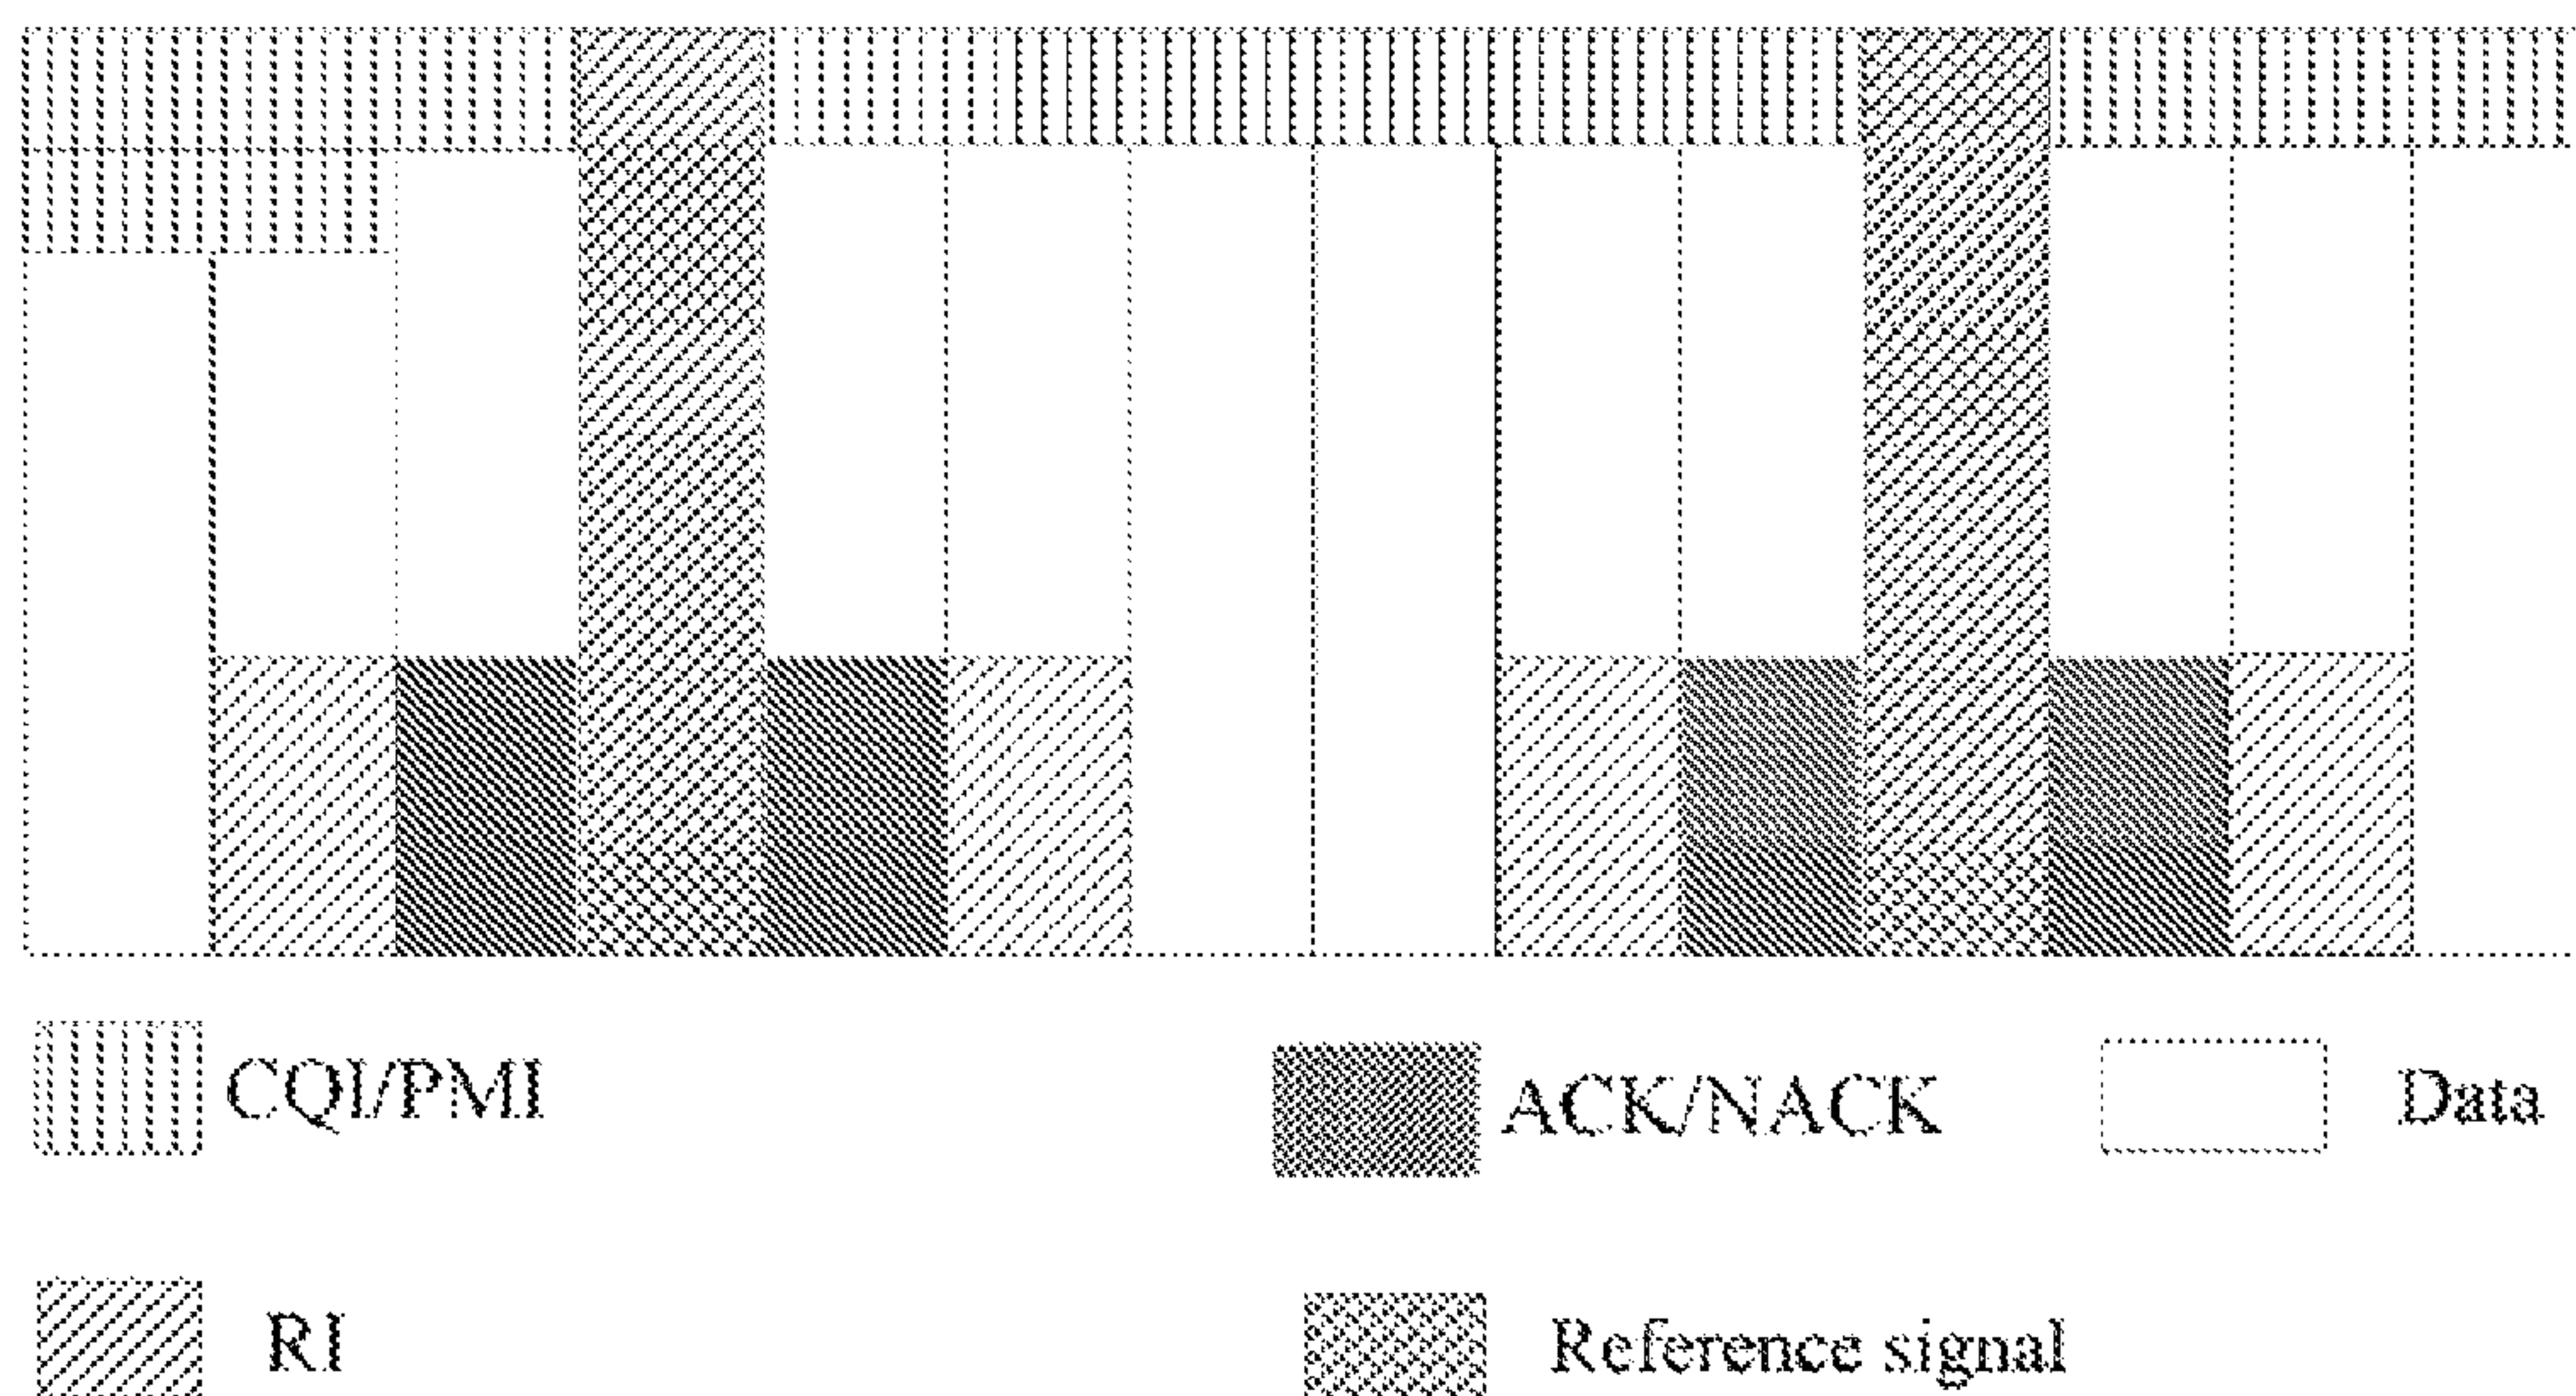 CQI/PMI
ACK/NACK
Data
RI
Reference signal